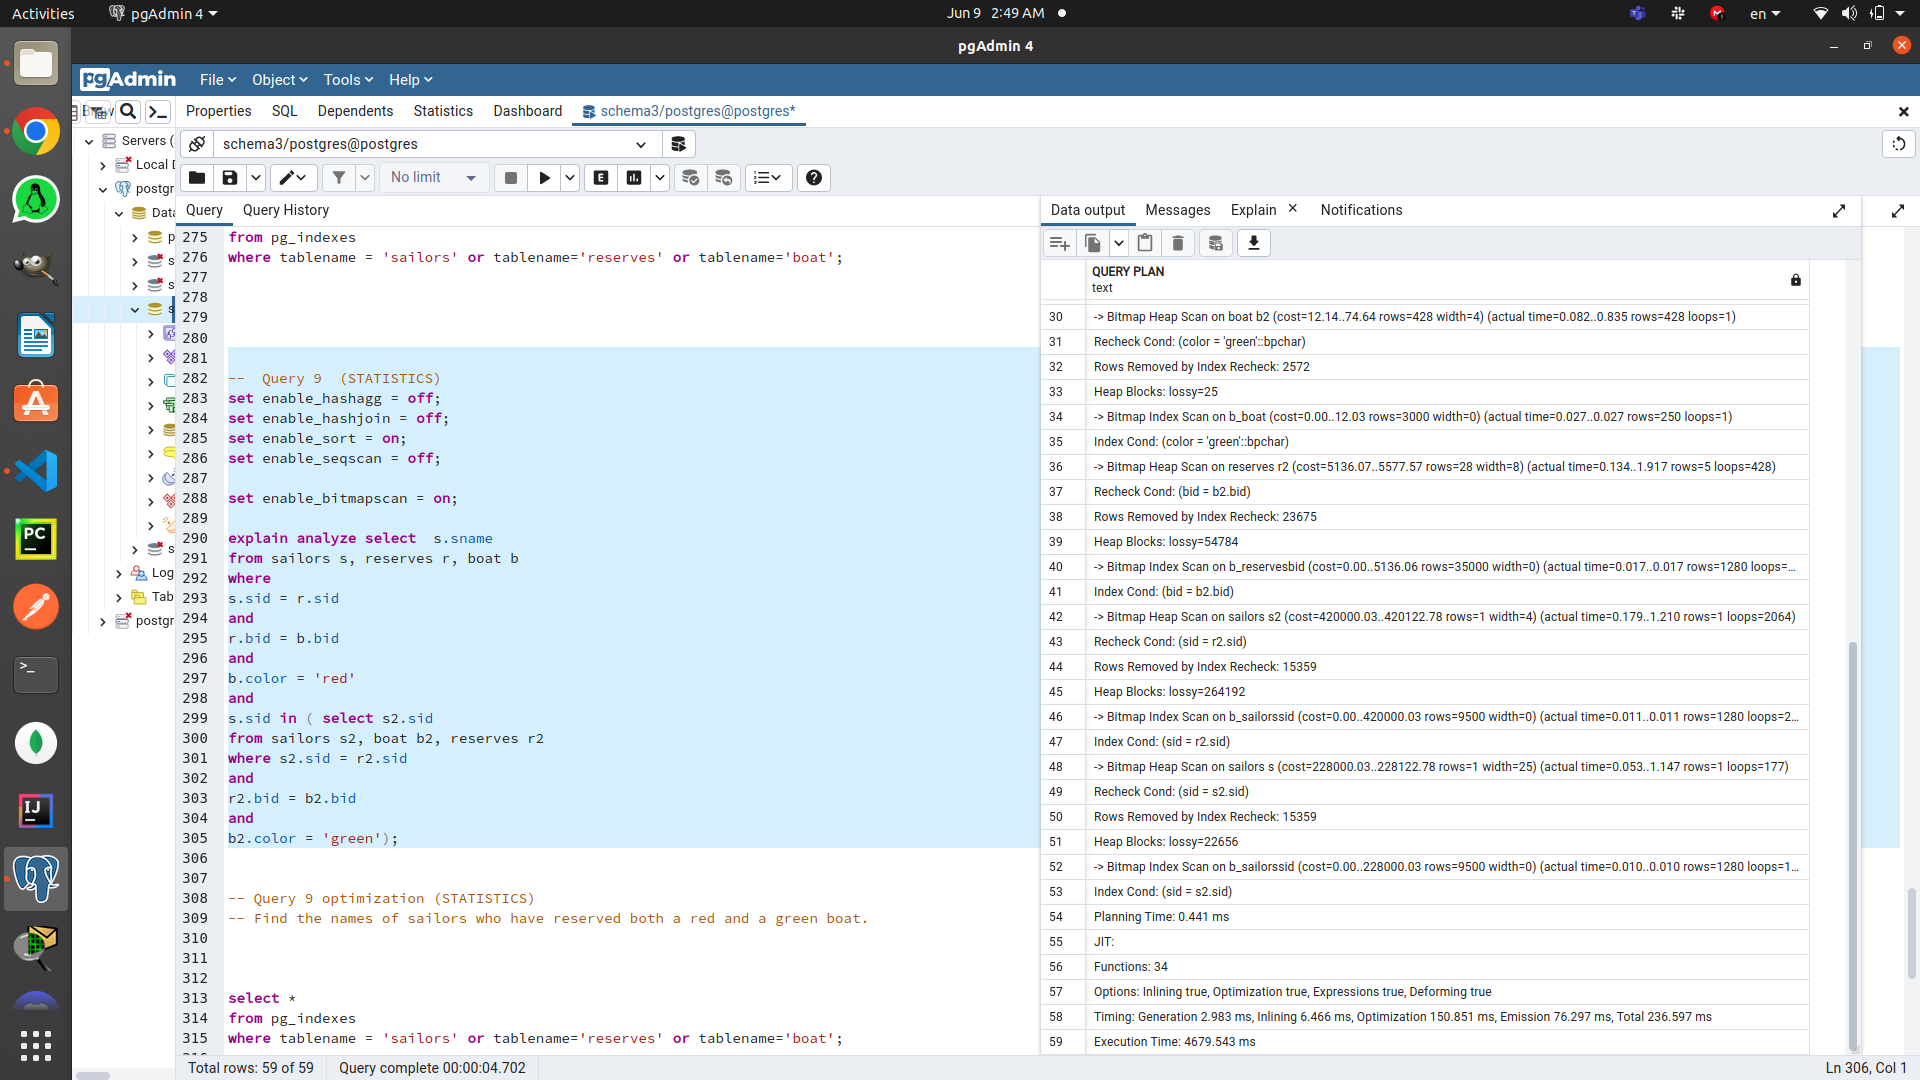 Activities
pgAdmin 4
Jun 9 2:49 AM
en
pgAdmin 4
pgAdmin
File
Object
Tools
Help
Properties
SQL
Dependents
Statistics
Dashboard
schema3/postgres@postgres*
Servers (
Local D
postgr
Data
p
s
s
s
s
Log
Tab
postgr
schema3/postgres@postgres
No limit
E
Query
Query History
275 from pg_indexes
276 where tablename = 'sailors' or tablename='reserves' or tablename='boat';
277
278
279
280
281
282 -- Query 9 (STATISTICS)
283 set enable_hashagg = off;
284 set enable_hashjoin = off;
285 set enable_sort = on;
286 set enable_seqscan = off;
287
288 set enable_bitmapscan = on;
289
290 explain analyze select s.sname
291 from sailors s, reserves r, boat b
292 where
293 s.sid = r.sid
294 and
295 r.bid = b.bid
296 and
297 b.color = 'red'
298 and
299 s.sid in ( select s2.sid
300 from sailors s2, boat b2, reserves r2
301 where s2.sid = r2.sid
302 and
303 r2.bid = b2.bid
304 and
305 b2.color = 'green');
306
307
308 -- Query 9 optimization (STATISTICS)
309 -- Find the names of sailors who have reserved both a red and a green boat.
310
311
312
313 select *
314 from pg_indexes
315 where tablename = 'sailors' or tablename='reserves' or tablename='boat';
Data output
Messages
Explain
Notifications
QUERY PLAN
text
30 -> Bitmap Heap Scan on boat b2 (cost=12.14..74.64 rows=428 width=4) (actual time=0.082..0.835 rows=428 loops=1)
31 Recheck Cond: (color = 'green'::bpchar)
32 Rows Removed by Index Recheck: 2572
33 Heap Blocks: lossy=25
34 -> Bitmap Index Scan on b_boat (cost=0.00..12.03 rows=3000 width=0) (actual time=0.027..0.027 rows=250 loops=1)
35 Index Cond: (color = 'green'::bpchar)
36 -> Bitmap Heap Scan on reserves r2 (cost=5136.07..5577.57 rows=28 width=8) (actual time=0.134..1.917 rows=5 loops=428)
37 Recheck Cond: (bid = b2.bid)
38 Rows Removed by Index Recheck: 23675
39 Heap Blocks: lossy=54784
40 -> Bitmap Index Scan on b_reservesbid (cost=0.00..5136.06 rows=35000 width=0) (actual time=0.017..0.017 rows=1280 loops=...
41 Index Cond: (bid = b2.bid)
42 -> Bitmap Heap Scan on sailors s2 (cost=420000.03..420122.78 rows=1 width=4) (actual time=0.179..1.210 rows=1 loops=2064)
43 Recheck Cond: (sid = r2.sid)
44 Rows Removed by Index Recheck: 15359
45 Heap Blocks: lossy=264192
46 -> Bitmap Index Scan on b_sailorssid (cost=0.00..420000.03 rows=9500 width=0) (actual time=0.011..0.011 rows=1280 loops=2...
47 Index Cond: (sid = r2.sid)
48 -> Bitmap Heap Scan on sailors s (cost=228000.03..228122.78 rows=1 width=25) (actual time=0.053..1.147 rows=1 loops=177)
49 Recheck Cond: (sid = s2.sid)
50 Rows Removed by Index Recheck: 15359
51 Heap Blocks: lossy=22656
52 -> Bitmap Index Scan on b_sailorssid (cost=0.00..228000.03 rows=9500 width=0) (actual time=0.010..0.010 rows=1280 loops=1...
53 Index Cond: (sid = s2.sid)
54 Planning Time: 0.441 ms
55 JIT:
56 Functions: 34
57 Options: Inlining true, Optimization true, Expressions true, Deforming true
58 Timing: Generation 2.983 ms, Inlining 6.466 ms, Optimization 150.851 ms, Emission 76.297 ms, Total 236.597 ms
59 Execution Time: 4679.543 ms
Total rows: 59 of 59
Query complete 00:00:04.702
Ln 306, Col 1
PC
IJ